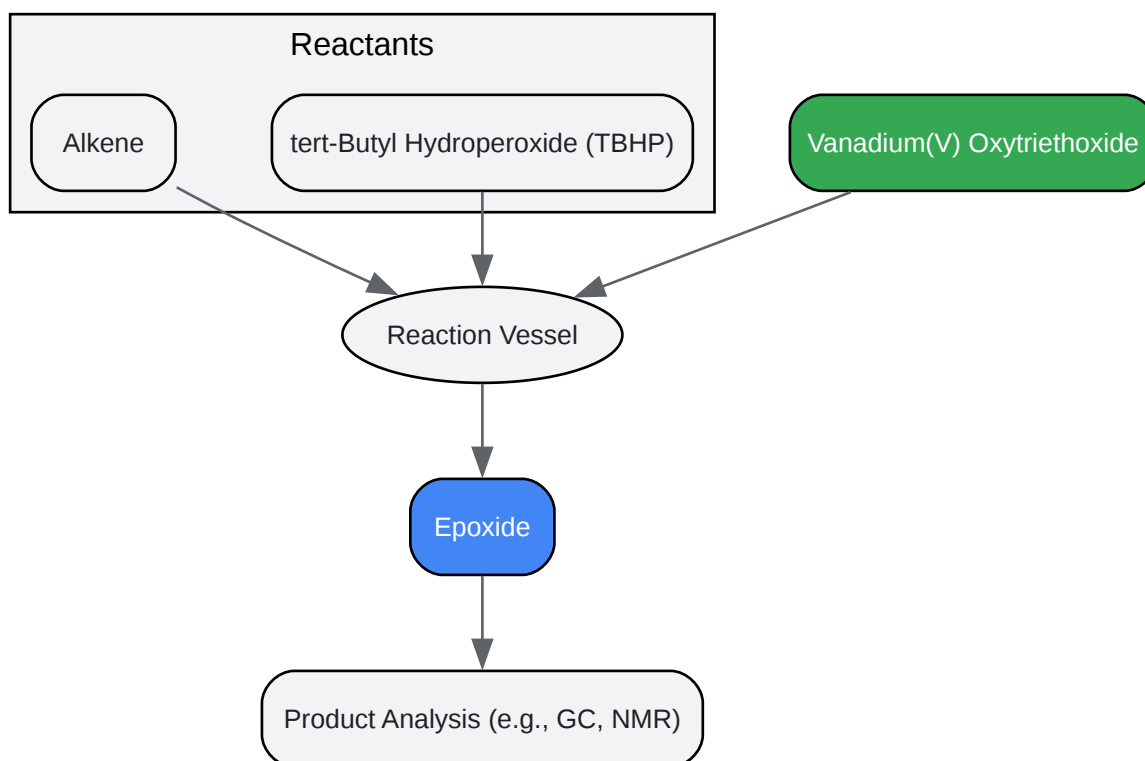 Reactants
Alkene
tert-Butyl Hydroperoxide (TBHP)
Vanadium(V) Oxytriethoxide
Reaction Vessel
Epoxide
Product Analysis (e.g., GC, NMR)